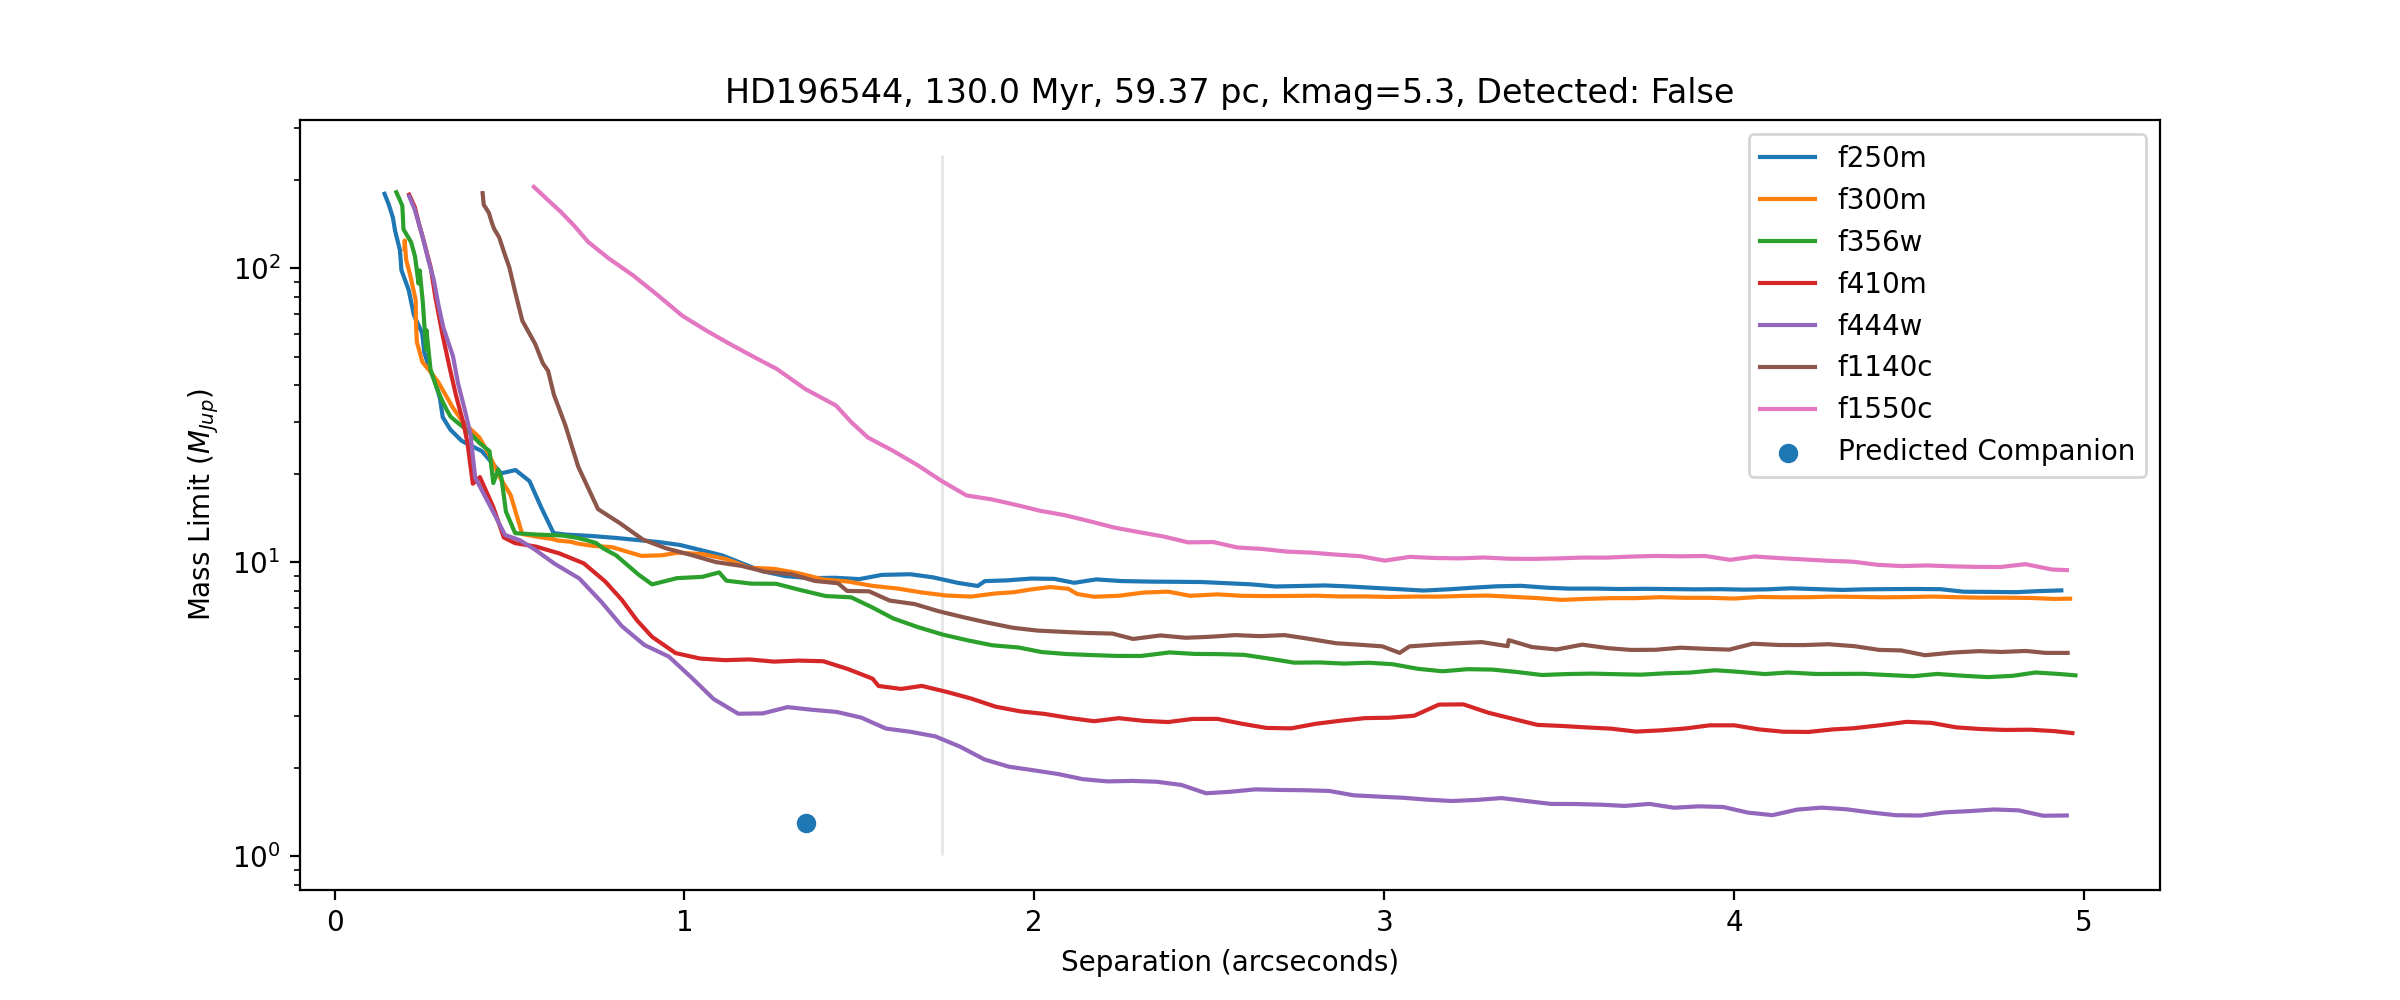 HD196544, 130.0 Myr, 59.37 pc, kmag=5.3, Detected: False
Mass Limit (M_Jup)
10²
10¹
10⁰
f250m
f300m
f356w
f410m
f444w
f1140c
f1550c
Predicted Companion
0 1 2 3 4 5
Separation (arcseconds)